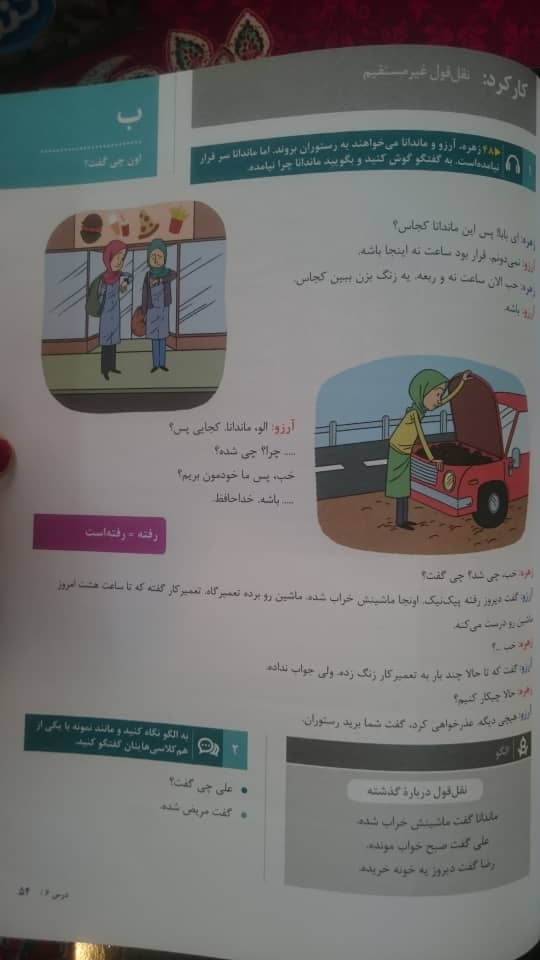 کارکرد: نقل‌قول غیرمستقیم
ب
اون چی گفت؟
۱
۴۸ زهره، آرزو و ماندانا می‌خواهند به رستوران بروند. اما ماندانا سر قرار
نیامده‌است. به گفتگو گوش کنید و بگویید ماندانا چرا نیامده.
زهره: ای بابا! پس این ماندانا کجاس؟
آرزو: نمی‌دونم. قرار بود ساعت نه اینجا باشه.
زهره: خب الان ساعت نه و ربعه. یه زنگ بزن ببین کجاس.
آرزو: باشه.
آرزو: الو، ماندانا. کجایی پس؟
..... چرا؟ چی شده؟
خب، پس ما خودمون بریم؟
..... باشه. خداحافظ.
رفته = رفته‌است
زهره: خب، چی شد؟ چی گفت؟
آرزو: گفت دیروز رفته پیک‌نیک. اونجا ماشینش خراب شده. ماشین رو برده تعمیرگاه. تعمیرکار گفته که تا ساعت هشت امروز
ماشین رو درست می‌کنه.
زهره: خب ..؟
آرزو: گفت که تا حالا چند بار به تعمیرکار زنگ زده. ولی جواب نداده.
زهره: حالا چیکار کنیم؟
آرزو: هیچی دیگه. عذرخواهی کرد، گفت شما برید رستوران.
الگو
نقل‌قول دربارهٔ گذشته
ماندانا گفت ماشینش خراب شده.
علی گفت صبح خواب مونده.
رضا گفت دیروز یه خونه خریده.
۲
به الگو نگاه کنید و مانند نمونه با یکی از
هم‌کلاسی‌هایتان گفتگو کنید.
علی چی گفت؟
گفت مریض شده.
درس ۶ / ۵۴